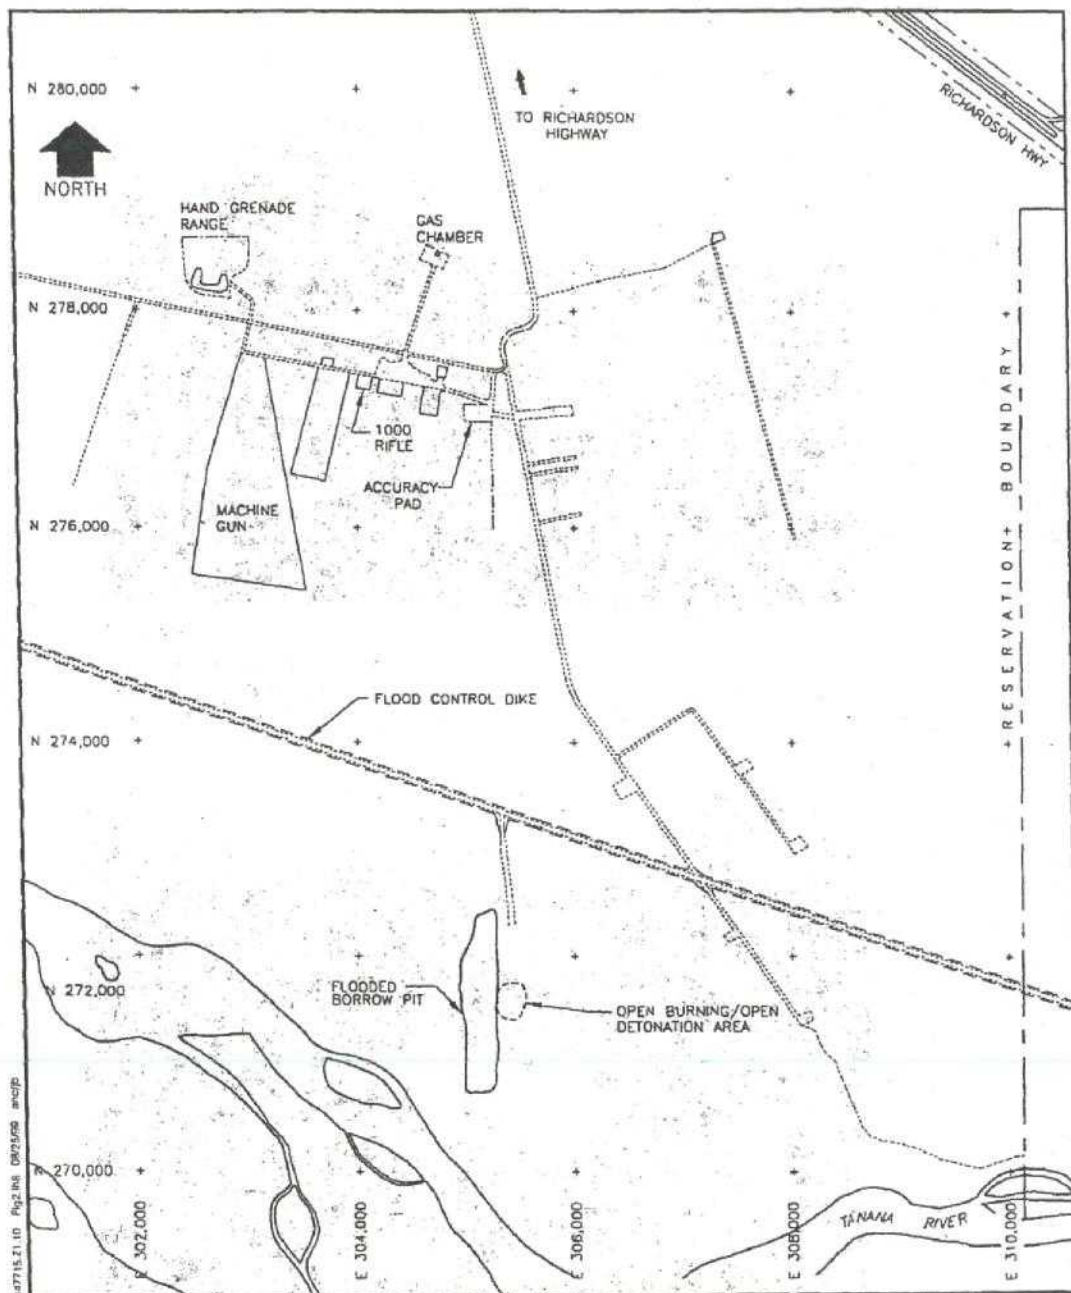 N 280,000
TO RICHARDSON
HIGHWAY
RICHARDSON HWY
NORTH
HAND GRENADE
RANGE
GAS
CHAMBER
N 278,000
1000
RIFLE
ACCURACY
PAD
MACHINE
GUN
N 276,000
RESERVATION BOUNDARY
FLOOD CONTROL DIKE
N 274,000
N 272,000
FLOODED
BORROW PIT
OPEN BURNING/OPEN
DETONATION AREA
N 270,000
TANANA RIVER
E 302,000
E 304,000
E 306,000
E 308,000
E 310,000